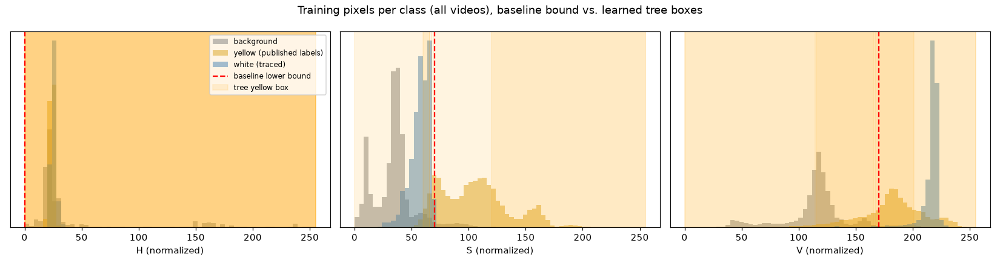 Training pixels per class (all videos), baseline bound vs. learned tree boxes
background
yellow (published labels)
white (traced)
baseline lower bound
tree yellow box
0 50 100 150 200 250
H (normalized)
0 50 100 150 200 250
S (normalized)
0 50 100 150 200 250
V (normalized)